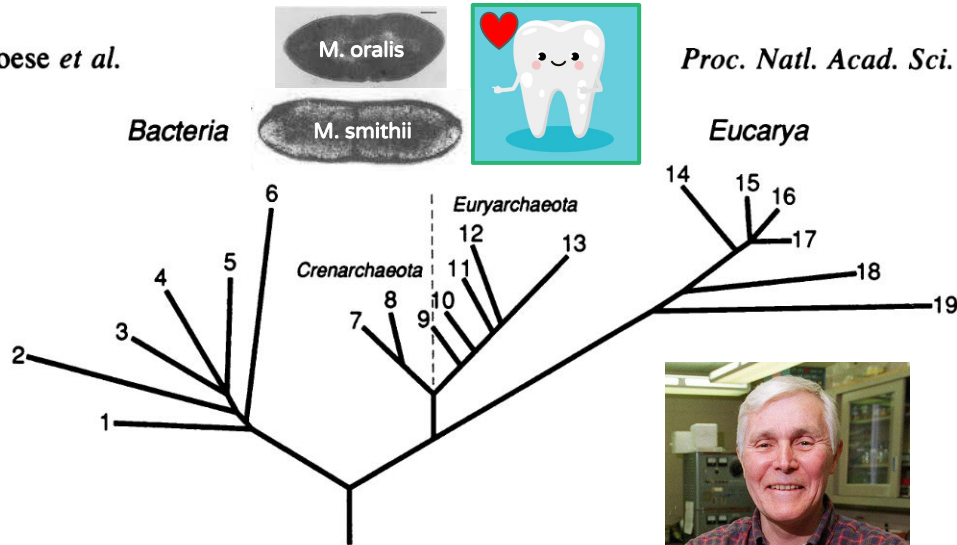 oese et al.
M. oralis
Proc. Natl. Acad. Sci.
Bacteria
M. smithii
Eucarya
14
15
16
6
Euryarchaeota
12
13
17
5
Crenarchaeota
11
18
4
8
10
3
7
9
19
2
1